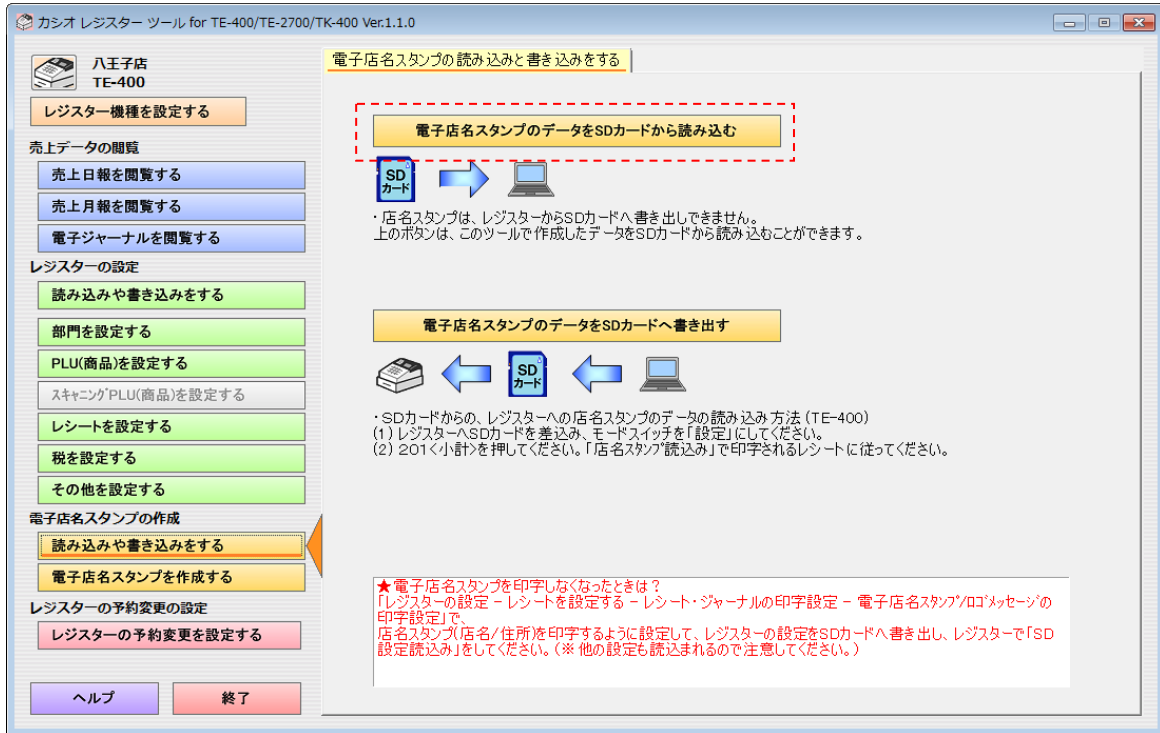 カシオ レジスター ツール for TE-400/TE-2700/TK-400 Ver.1.1.0
八王子店
TE-400
レジスター機種を設定する
売上データの閲覧
売上日報を閲覧する
売上月報を閲覧する
電子ジャーナルを閲覧する
レジスターの設定
読み込みや書き込みをする
部門を設定する
PLU(商品)を設定する
スキャニングPLU(商品)を設定する
レシートを設定する
税を設定する
その他を設定する
電子店名スタンプの作成
読み込みや書き込みをする
電子店名スタンプを作成する
レジスターの予約変更の設定
レジスターの予約変更を設定する
ヘルプ
終了
電子店名スタンプの読み込みと書き込みをする
電子店名スタンプのデータをSDカードから読み込む
SD
カード
・店名スタンプは、レジスターからSDカードへ書き出しできません。
上のボタンは、このツールで作成したデータをSDカードから読み込むことができます。
電子店名スタンプのデータをSDカードへ書き出す
SD
カード
・SDカードからの、レジスターへの店名スタンプのデータの読み込み方法(TE-400)
(1)レジスターへSDカードを差込み、モードスイッチを「設定」にしてください。
(2)201<小計>を押してください。「店名スタンプ読込み」で印字されるレシートに従ってください。
★電子店名スタンプを印字しなくなったときは?
「レジスターの設定 - レシートを設定する - レシート・ジャーナルの印字設定 - 電子店名スタンプ/ロゴメッセージの
印字設定」で、
店名スタンプ(店名/住所)を印字するように設定して、レジスターの設定をSDカードへ書き出し、レジスターで「SD
設定読込み」をしてください。(※他の設定も読込まれるので注意してください。)